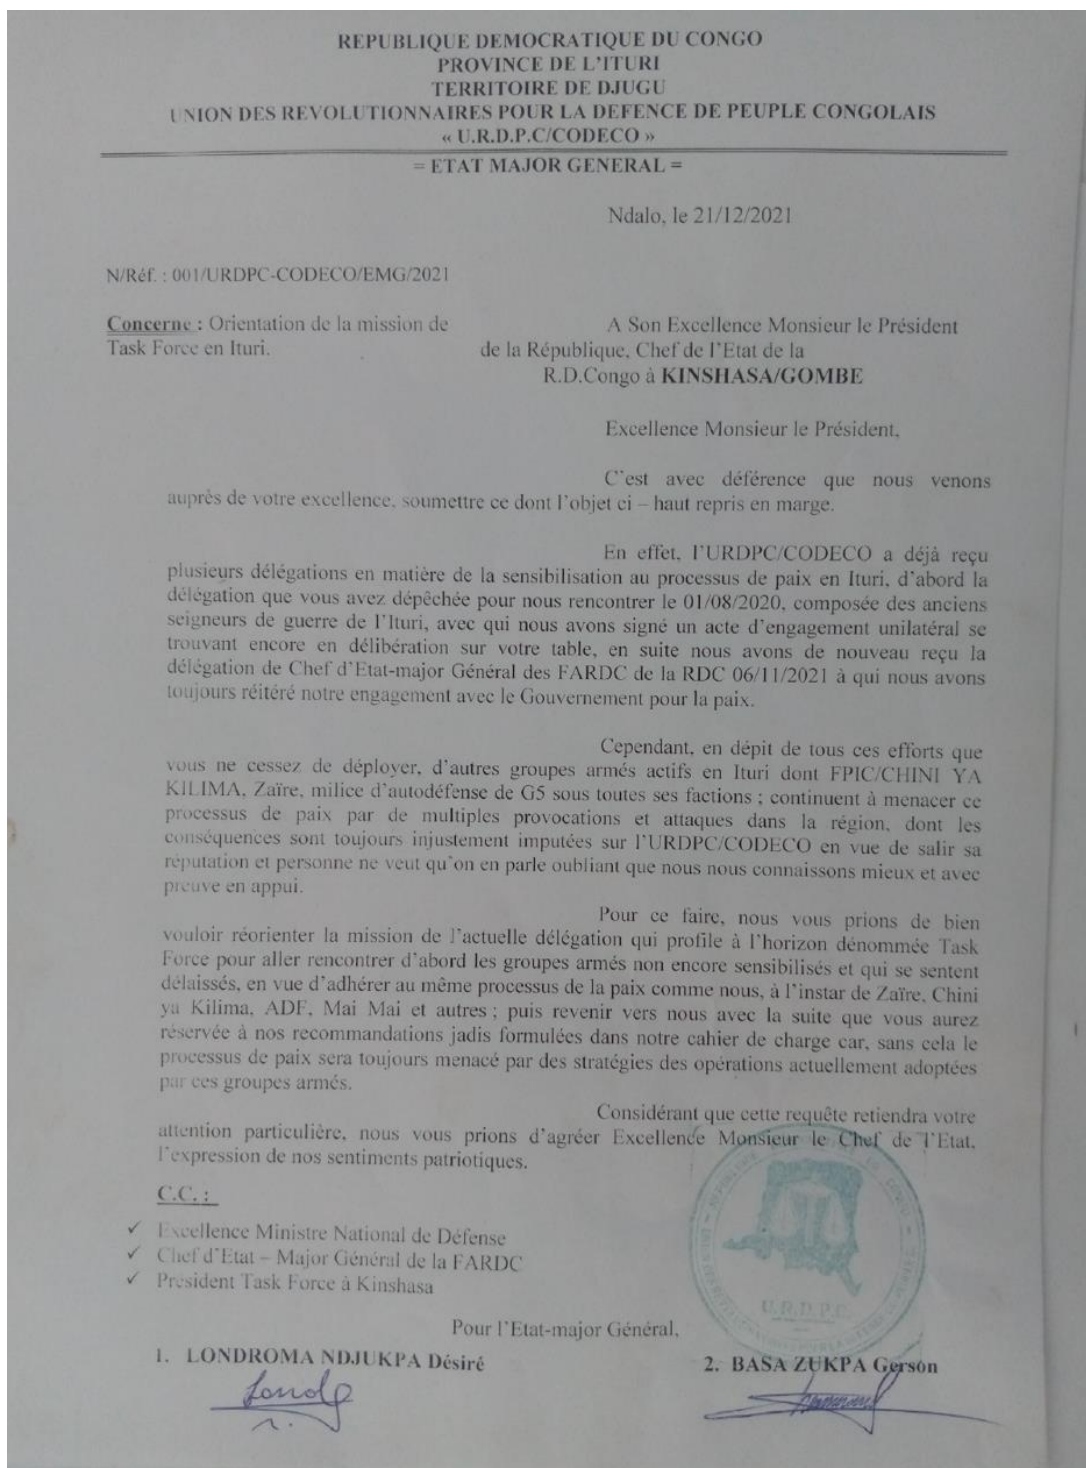 REPUBLIQUE DEMOCRATIQUE DU CONGO
PROVINCE DE L'ITURI
TERRITOIRE DE DJUGU
UNION DES REVOLUTIONNAIRES POUR LA DEFENCE DE PEUPLE CONGOLAIS
« U.R.D.P.C/CODECO »
= ETAT MAJOR GENERAL =
Ndalo, le 21/12/2021
N/Réf. : 001/URDPC-CODECO/EMG/2021
Concerne : Orientation de la mission de
Task Force en Ituri.
A Son Excellence Monsieur le Président
de la République, Chef de l'Etat de la
R.D.Congo à KINSHASA/GOMBE
Excellence Monsieur le Président,
C'est avec déférence que nous venons
auprès de votre excellence, soumettre ce dont l'objet ci – haut repris en marge.
En effet, l'URDPC/CODECO a déjà reçu
plusieurs délégations en matière de la sensibilisation au processus de paix en Ituri, d'abord la
délégation que vous avez dépêchée pour nous rencontrer le 01/08/2020, composée des anciens
seigneurs de guerre de l'Ituri, avec qui nous avons signé un acte d'engagement unilatéral se
trouvant encore en délibération sur votre table, en suite nous avons de nouveau reçu la
délégation de Chef d'Etat-major Général des FARDC de la RDC 06/11/2021 à qui nous avons
toujours réitéré notre engagement avec le Gouvernement pour la paix.
Cependant, en dépit de tous ces efforts que
vous ne cessez de déployer, d'autres groupes armés actifs en Ituri dont FPIC/CHINI YA
KILIMA, Zaïre, milice d'autodéfense de G5 sous toutes ses factions ; continuent à menacer ce
processus de paix par de multiples provocations et attaques dans la région, dont les
conséquences sont toujours injustement imputées sur l'URDPC/CODECO en vue de salir sa
réputation et personne ne veut qu'on en parle oubliant que nous nous connaissons mieux et avec
preuve en appui.
Pour ce faire, nous vous prions de bien
vouloir réorienter la mission de l'actuelle délégation qui profile à l'horizon dénommée Task
Force pour aller rencontrer d'abord les groupes armés non encore sensibilisés et qui se sentent
délaissés, en vue d'adhérer au même processus de la paix comme nous, à l'instar de Zaïre, Chini
ya Kilima, ADF, Mai Mai et autres ; puis revenir vers nous avec la suite que vous aurez
réservée à nos recommandations jadis formulées dans notre cahier de charge car, sans cela le
processus de paix sera toujours menacé par des stratégies des opérations actuellement adoptées
par ces groupes armés.
Considérant que cette requête retiendra votre
attention particulière, nous vous prions d'agréer Excellence Monsieur le Chef de l'Etat,
l'expression de nos sentiments patriotiques.
C.C. :
✓ Excellence Ministre National de Défense
✓ Chef d'Etat – Major Général de la FARDC
✓ Président Task Force à Kinshasa
U.R.D.P.C.
Pour l'Etat-major Général,
1. LONDROMA NDJUKPA Désiré
2. BASA ZUKPA Gerson